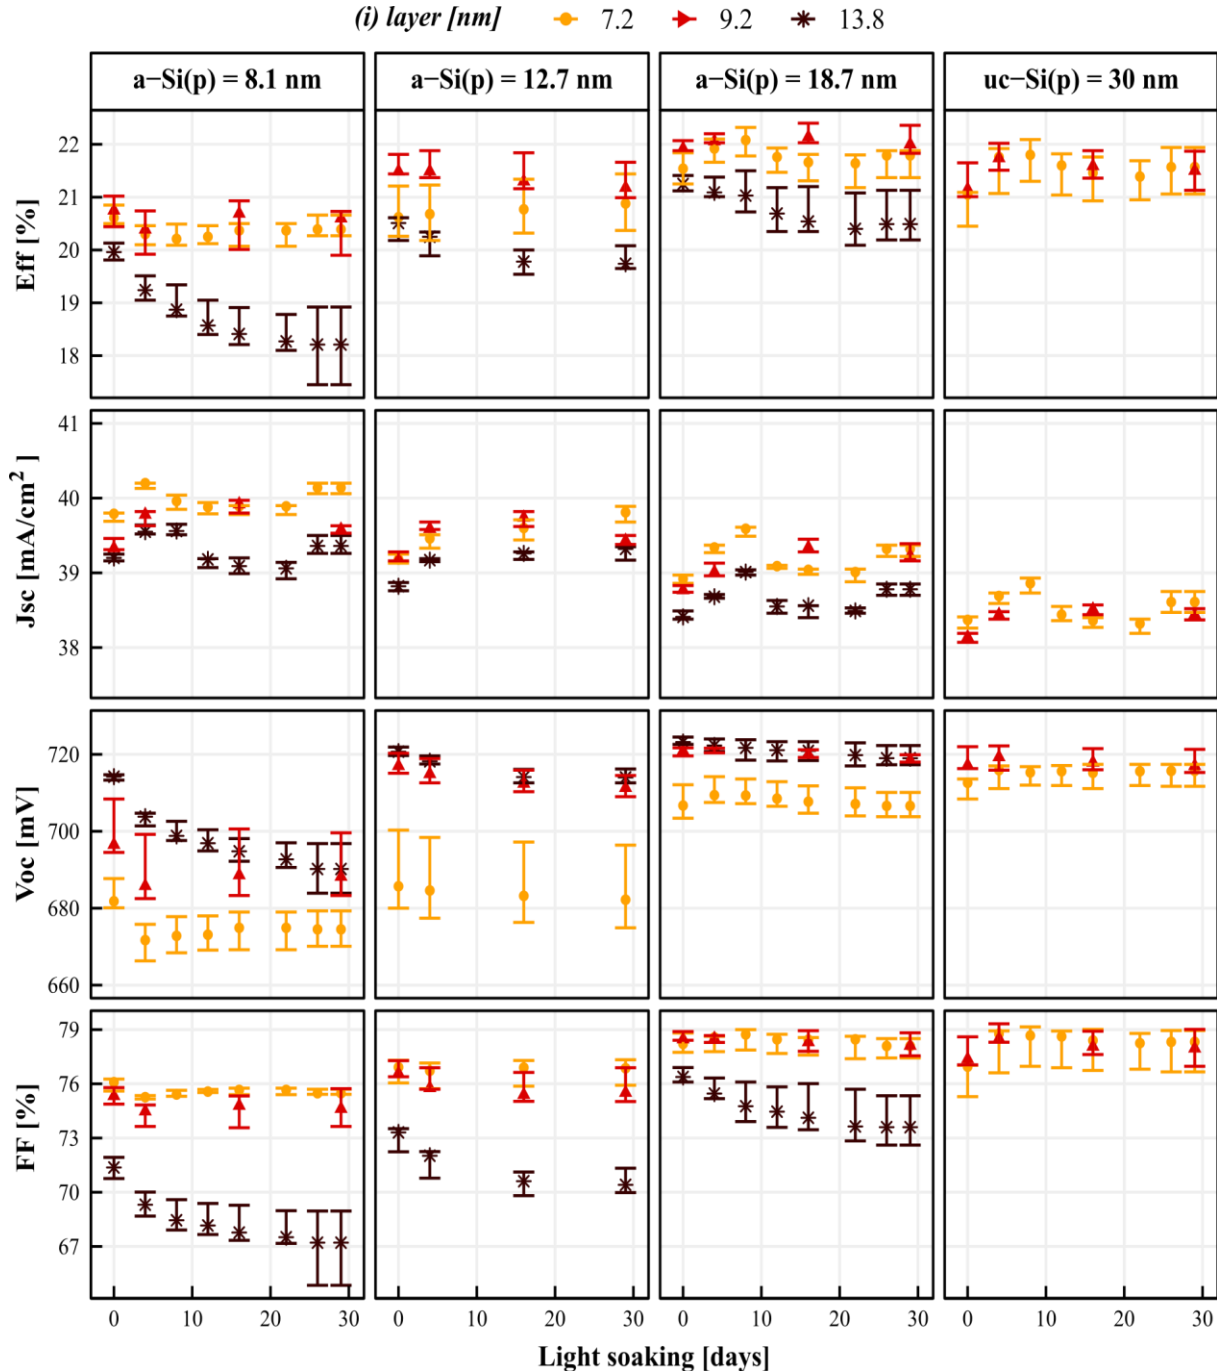 (i) layer [nm] 7.2 9.2 13.8
a−Si(p) = 8.1 nm a−Si(p) = 12.7 nm a−Si(p) = 18.7 nm uc−Si(p) = 30 nm
Eff [%]
22
21
20
19
18
Jsc [mA/cm²]
41
40
39
38
Voc [mV]
720
700
680
660
FF [%]
79
76
73
70
67
0 10 20 30 0 10 20 30 0 10 20 30 0 10 20 30
Light soaking [days]